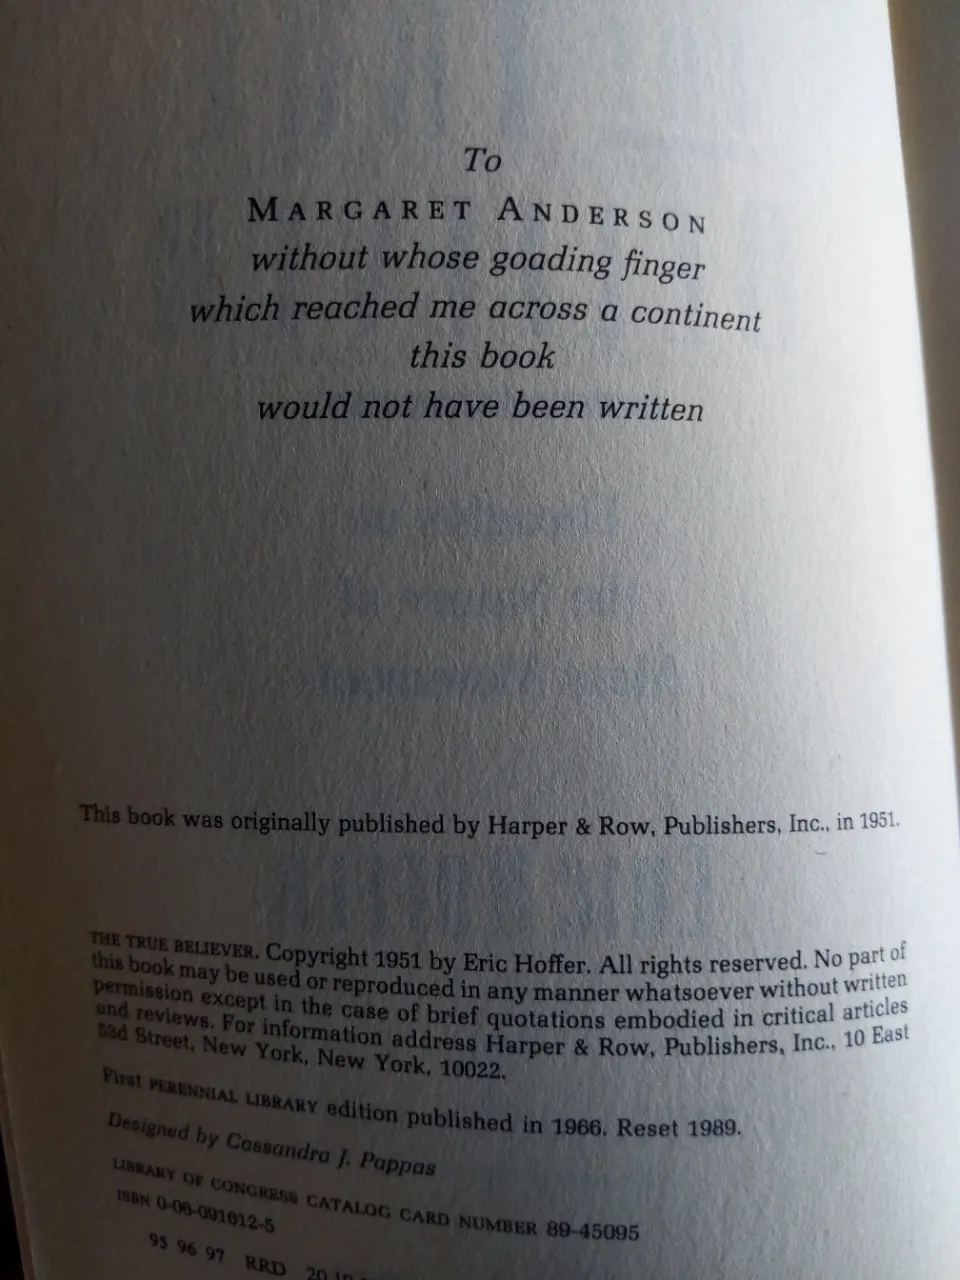 To
MARGARET ANDERSON
without whose goading finger
which reached me across a continent
this book
would not have been written
This book was originally published by Harper & Row, Publishers, Inc., in 1951.
THE TRUE BELIEVER. Copyright 1951 by Eric Hoffer. All rights reserved. No part of
this book may be used or reproduced in any manner whatsoever without written
permission except in the case of brief quotations embodied in critical articles
and reviews. For information address Harper & Row, Publishers, Inc., 10 East
53d Street, New York, New York, 10022.
First PERENNIAL LIBRARY edition published in 1966. Reset 1989.
Designed by Cassandra J. Pappas
LIBRARY OF CONGRESS CATALOG CARD NUMBER 89-45095
ISBN 0-06-091612-5
95 96 97 RRD 20